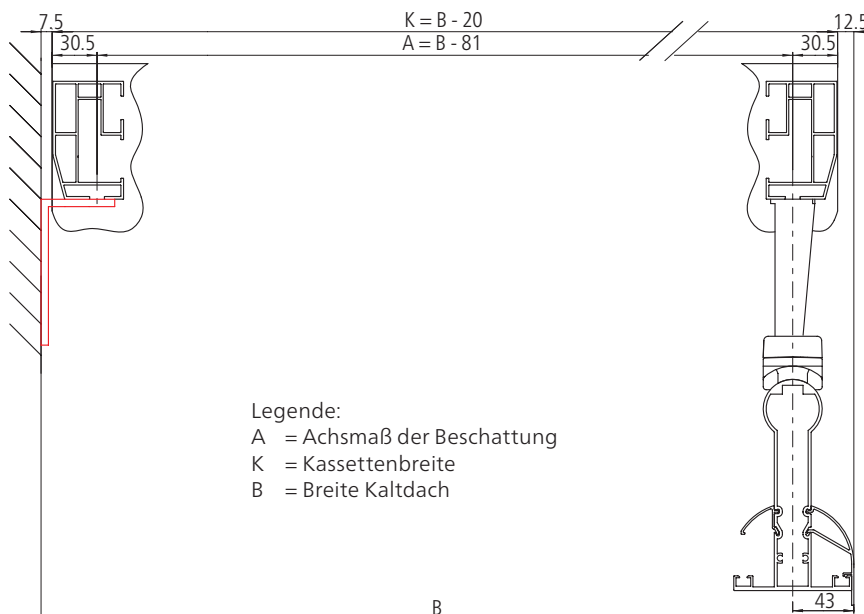 7.5
K = B - 20
12.5
30.5
A = B - 81
30.5
Legende:
A = Achsmaß der Beschattung
K = Kassettenbreite
B = Breite Kaltdach
B
43